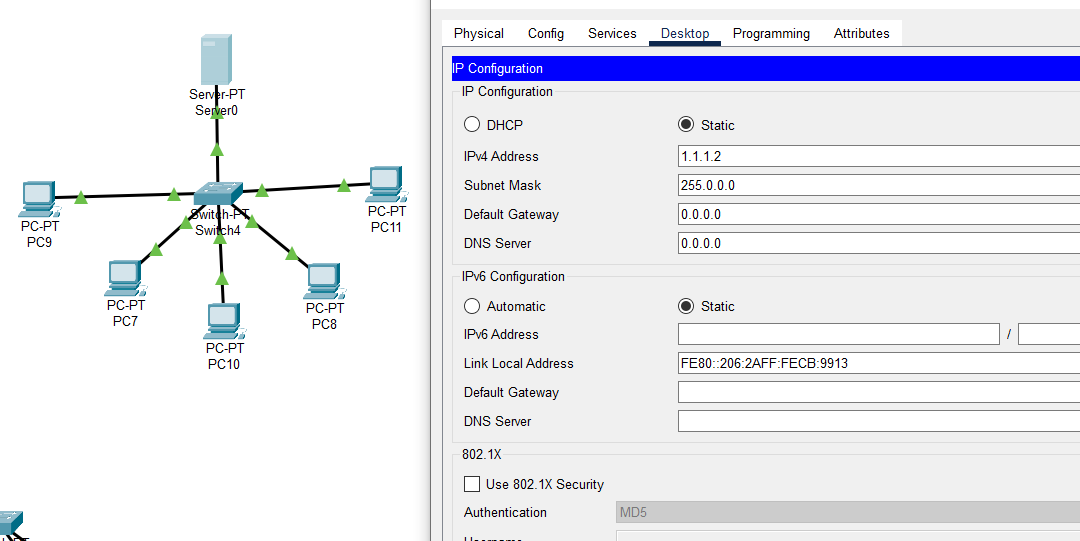 Physical Config Services Desktop Programming Attributes
IP Configuration
IP Configuration
DHCP Static
IPv4 Address 1.1.1.2
Subnet Mask 255.0.0.0
Default Gateway 0.0.0.0
DNS Server 0.0.0.0
IPv6 Configuration
Automatic Static
IPv6 Address /
Link Local Address FE80::206:2AFF:FECB:9913
Default Gateway
DNS Server
802.1X
Use 802.1X Security
Authentication MD5
Username
Server-PT
Server0
Switch-PT
Switch4
PC-PT
PC9
PC-PT
PC11
PC-PT
PC7
PC-PT
PC8
PC-PT
PC10